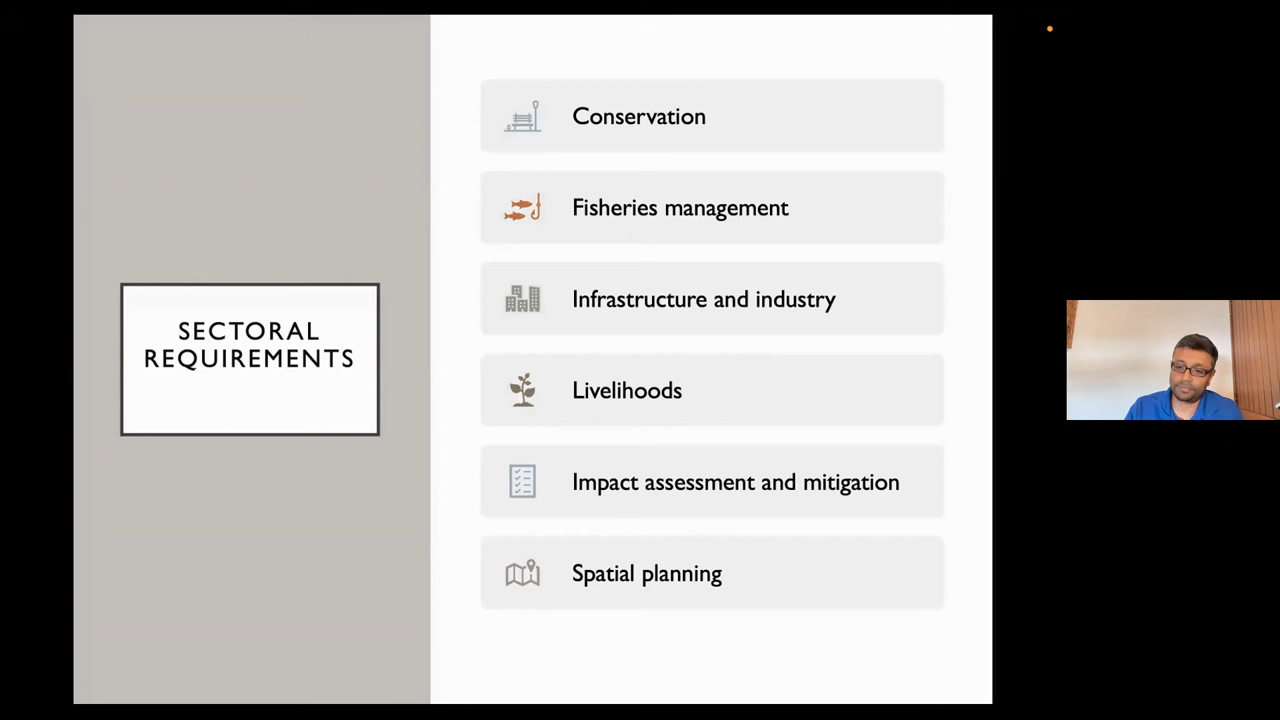 SECTORAL
REQUIREMENTS
Conservation
Fisheries management
Infrastructure and industry
Livelihoods
Impact assessment and mitigation
Spatial planning